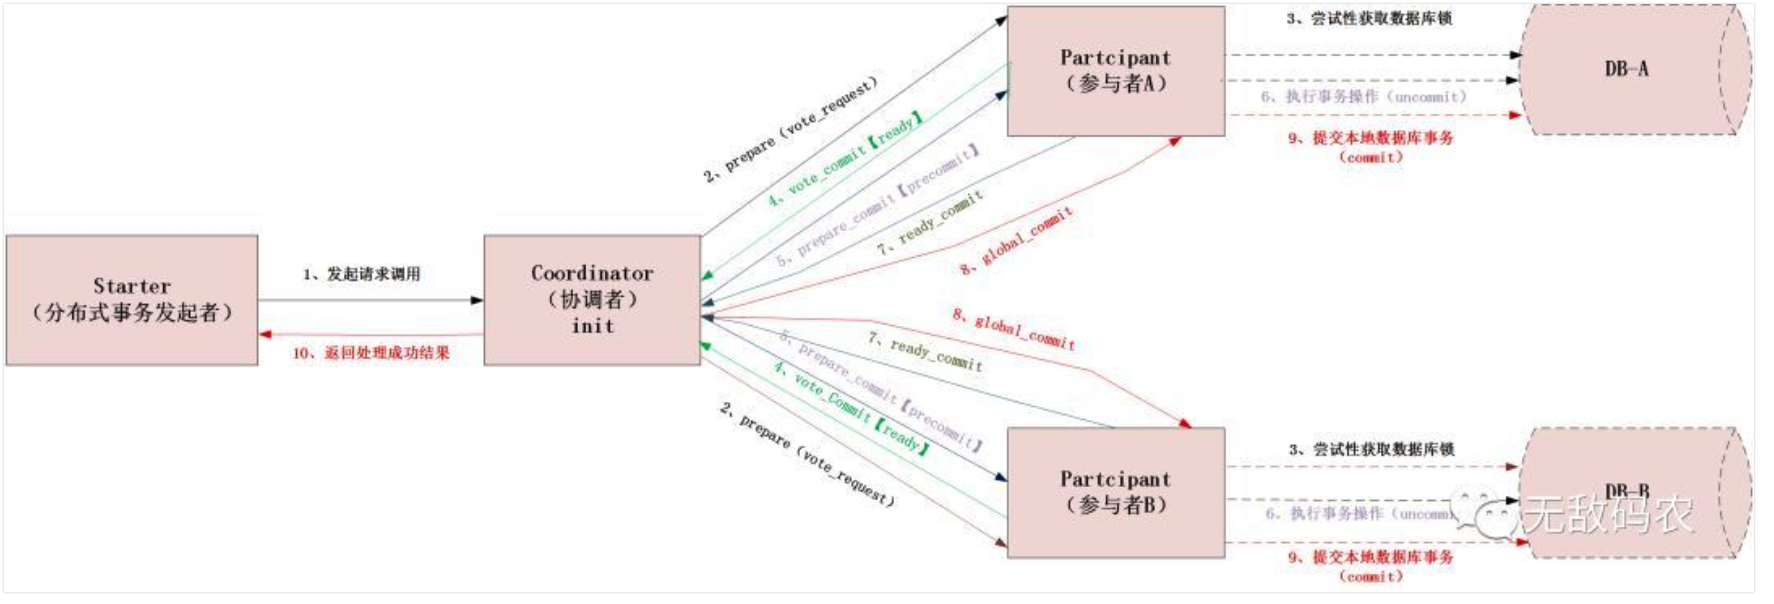 Starter
（分布式事务发起者）
1、发起请求调用
10、返回处理成功结果
Coordinator
（协调者）
init
2、prepare（vote_request）
4、vote_commit【ready】
5、prepare_commit【precommit】
7、ready_commit
8、global_commit
Partcipant
（参与者A）
3、尝试性获取数据库锁
6、执行事务操作（uncommit）
9、提交本地数据库事务
（commit）
DB-A
8、global_commit
7、ready_commit
5、prepare_commit【precommit】
4、vote_Commit【ready】
2、prepare（vote_request）
Partcipant
（参与者B）
3、尝试性获取数据库锁
6、执行事务操作（uncommi
9、提交本地数据库事务
（commit）
DB-B
无敌码农